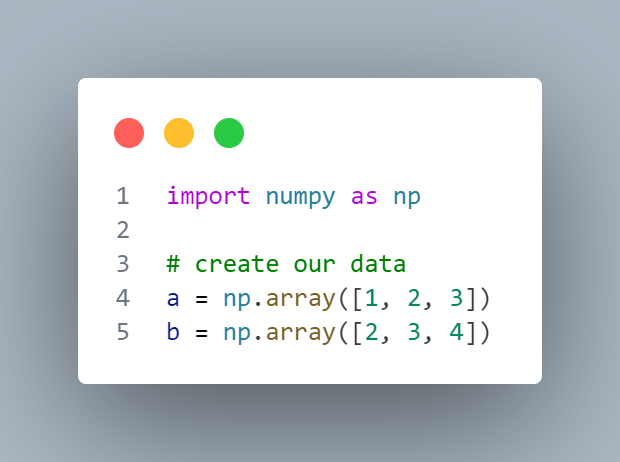 1 import numpy as np
2
3 # create our data
4 a = np.array([1, 2, 3])
5 b = np.array([2, 3, 4])